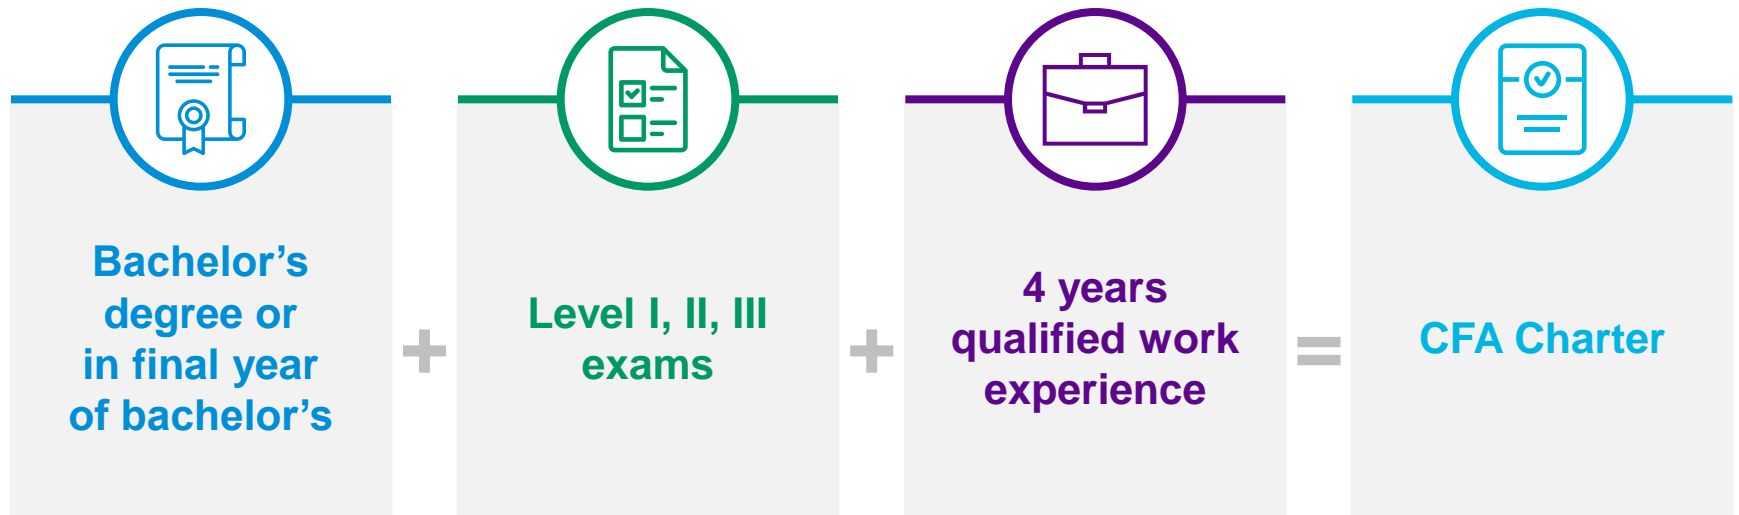 Bachelor’s
degree or
in final year
of bachelor’s
+
Level I, II, III
exams
+
4 years
qualified work
experience
=
CFA Charter